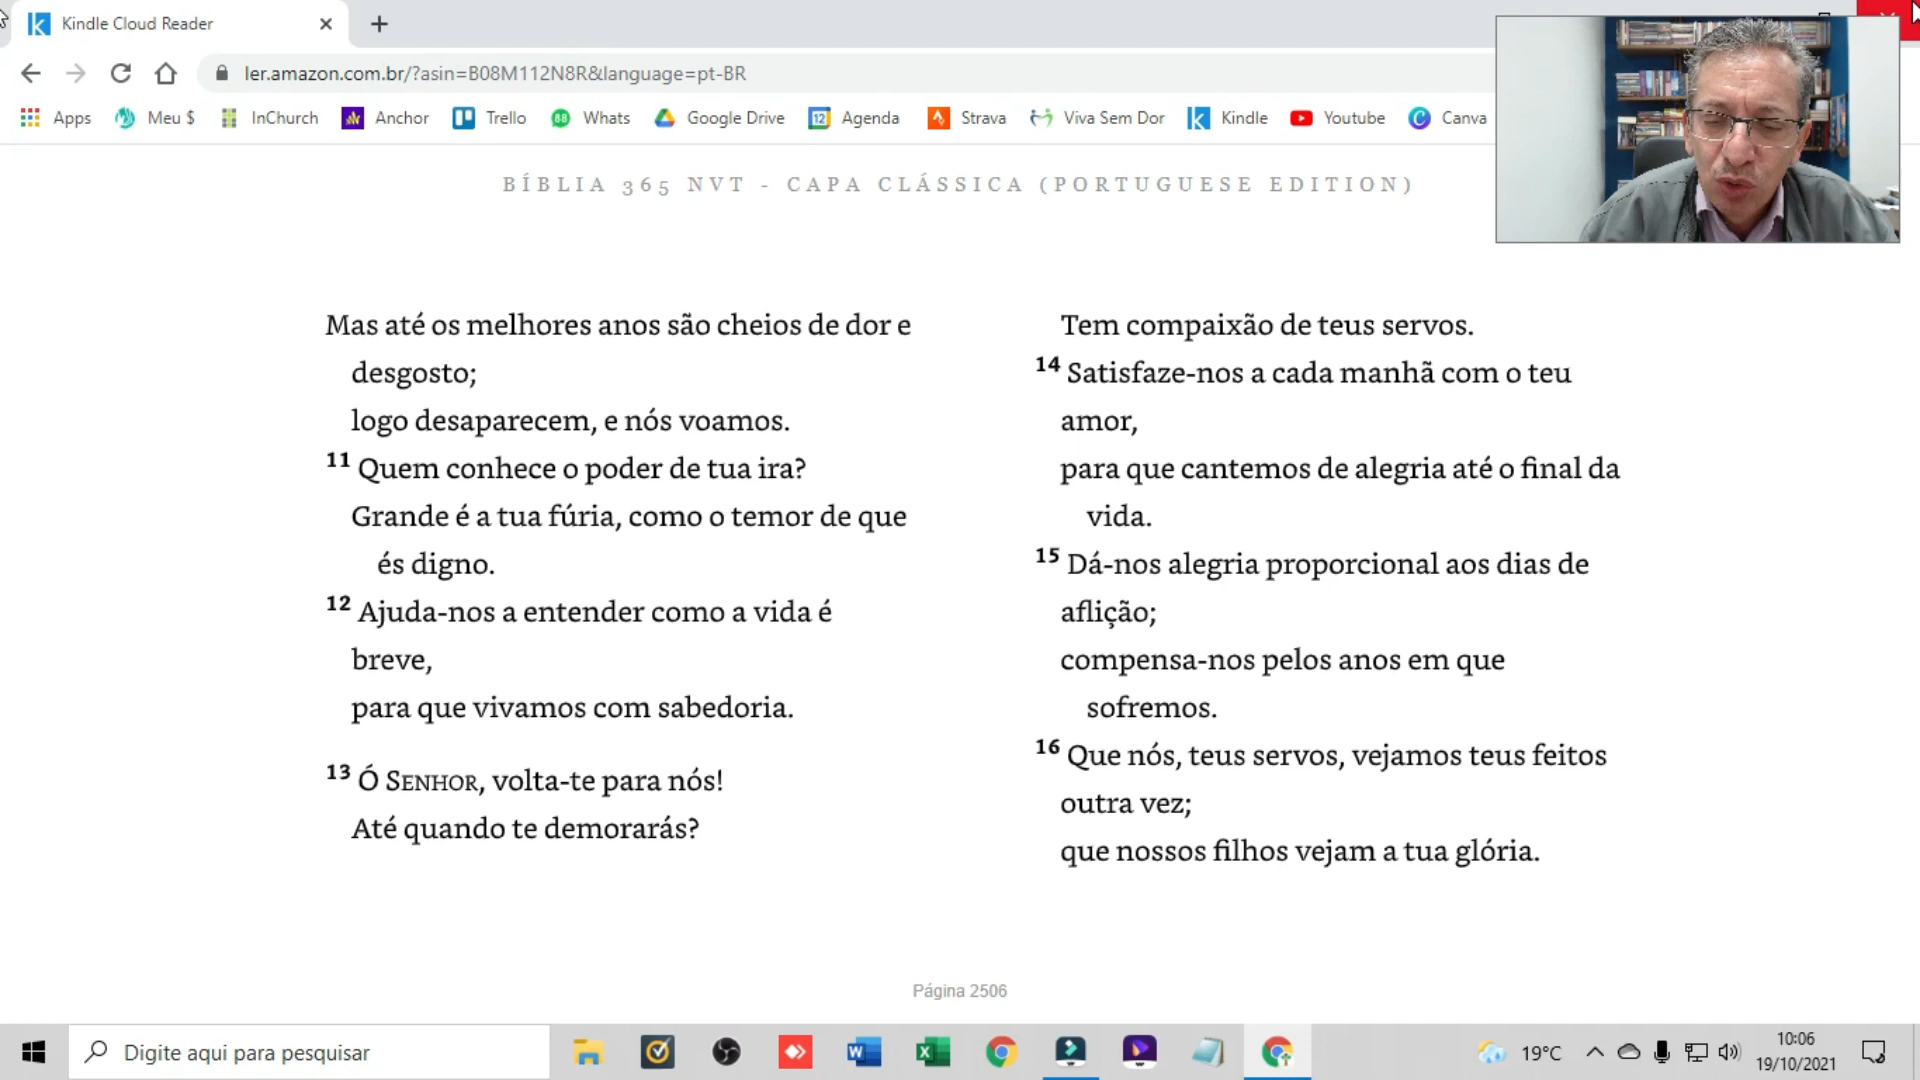 Kindle Cloud Reader
ler.amazon.com.br/?asin=B08M112N8R&language=pt-BR
Apps Meu $ InChurch Anchor Trello Whats Google Drive 12 Agenda Strava Viva Sem Dor Kindle Youtube Canva
BÍBLIA 365 NVT - CAPA CLÁSSICA (PORTUGUESE EDITION)
Mas até os melhores anos são cheios de dor e
desgosto;
logo desaparecem, e nós voamos.
11 Quem conhece o poder de tua ira?
Grande é a tua fúria, como o temor de que
és digno.
12 Ajuda-nos a entender como a vida é
breve,
para que vivamos com sabedoria.
13 Ó SENHOR, volta-te para nós!
Até quando te demorarás?
Tem compaixão de teus servos.
14 Satisfaze-nos a cada manhã com o teu
amor,
para que cantemos de alegria até o final da
vida.
15 Dá-nos alegria proporcional aos dias de
aflição;
compensa-nos pelos anos em que
sofremos.
16 Que nós, teus servos, vejamos teus feitos
outra vez;
que nossos filhos vejam a tua glória.
Página 2506
Digite aqui para pesquisar
19°C
10:06
19/10/2021